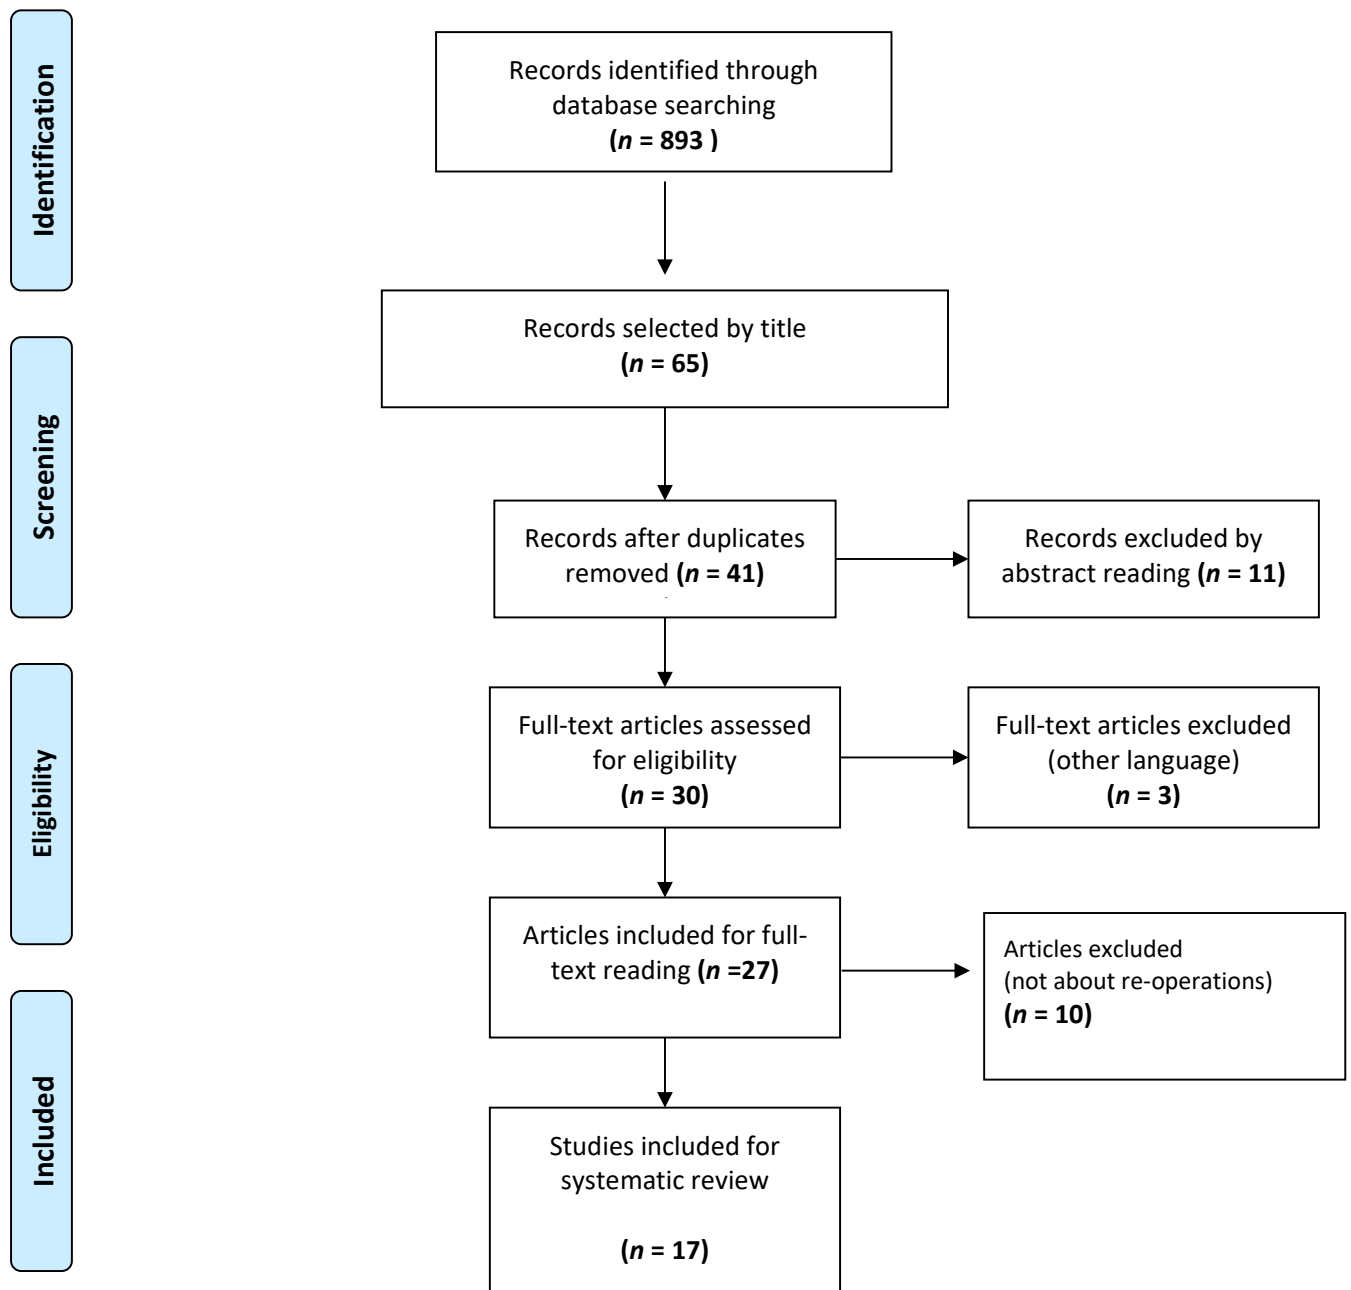 Identification
Records identified through
database searching
(n = 893 )
Records selected by title
(n = 65)
Screening
Records after duplicates
removed (n = 41)
Records excluded by
abstract reading (n = 11)
Eligibility
Full-text articles assessed
for eligibility
(n = 30)
Full-text articles excluded
(other language)
(n = 3)
Articles included for full-
text reading (n =27)
Articles excluded
(not about re-operations)
(n = 10)
Included
Studies included for
systematic review
(n = 17)